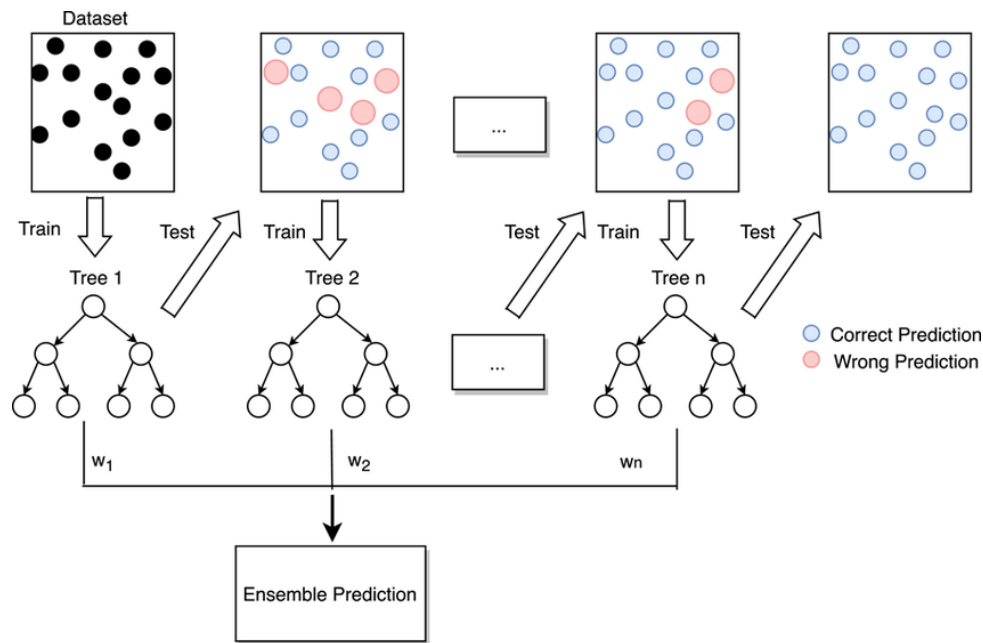 Dataset
...
Train
Test
Train
Test
Train
Test
Tree 1
Tree 2
Tree n
...
Correct Prediction
Wrong Prediction
w1
w2
wn
Ensemble Prediction